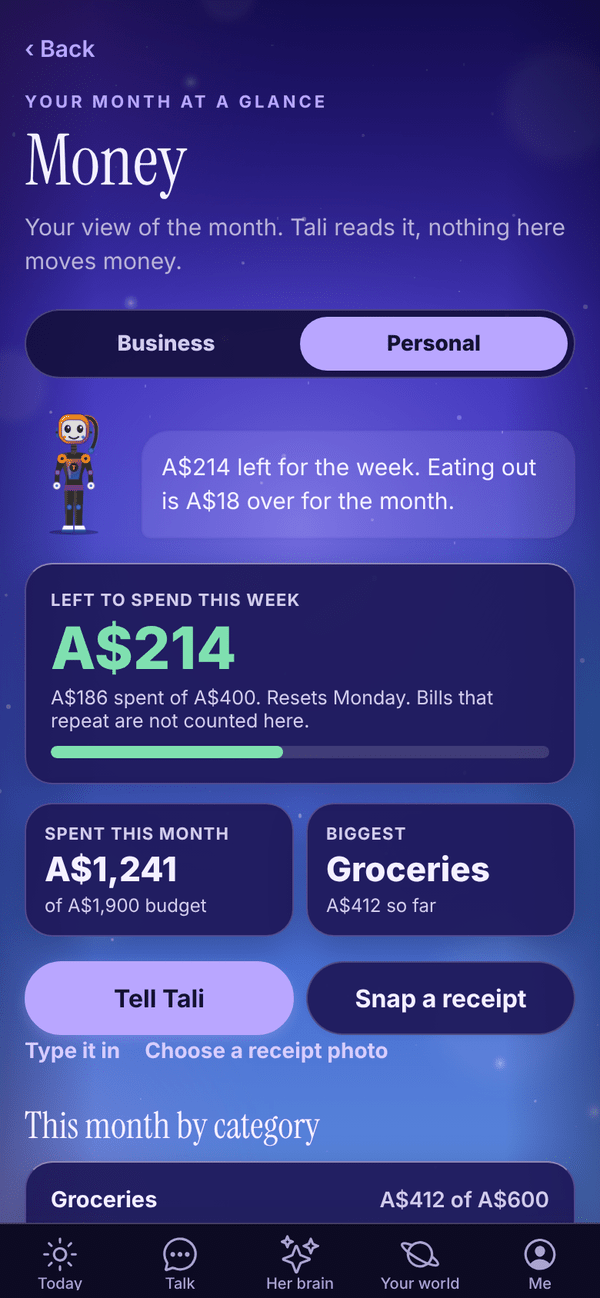 ‹ Back
YOUR MONTH AT A GLANCE
Money
Your view of the month. Tali reads it, nothing here
moves money.
Business
Personal
A$214 left for the week. Eating out
is A$18 over for the month.
LEFT TO SPEND THIS WEEK
A$214
A$186 spent of A$400. Resets Monday. Bills that
repeat are not counted here.
SPENT THIS MONTH
A$1,241
of A$1,900 budget
BIGGEST
Groceries
A$412 so far
Tell Tali
Snap a receipt
Type it in
Choose a receipt photo
This month by category
Groceries
A$412 of A$600
Today
Talk
Her brain
Your world
Me